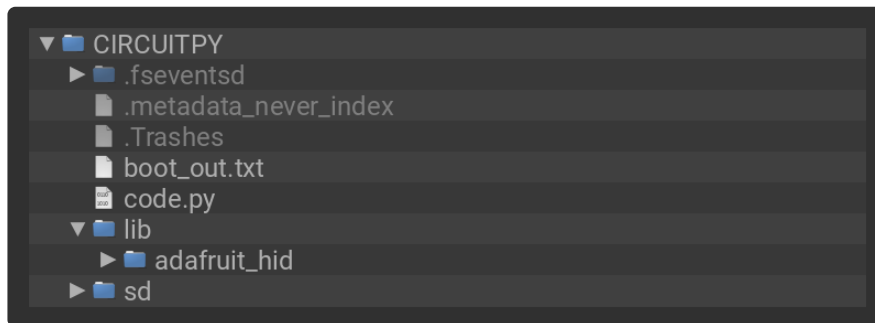 CIRCUITPY
.fseventsd
.metadata_never_index
.Trashes
boot_out.txt
code.py
lib
adafruit_hid
sd